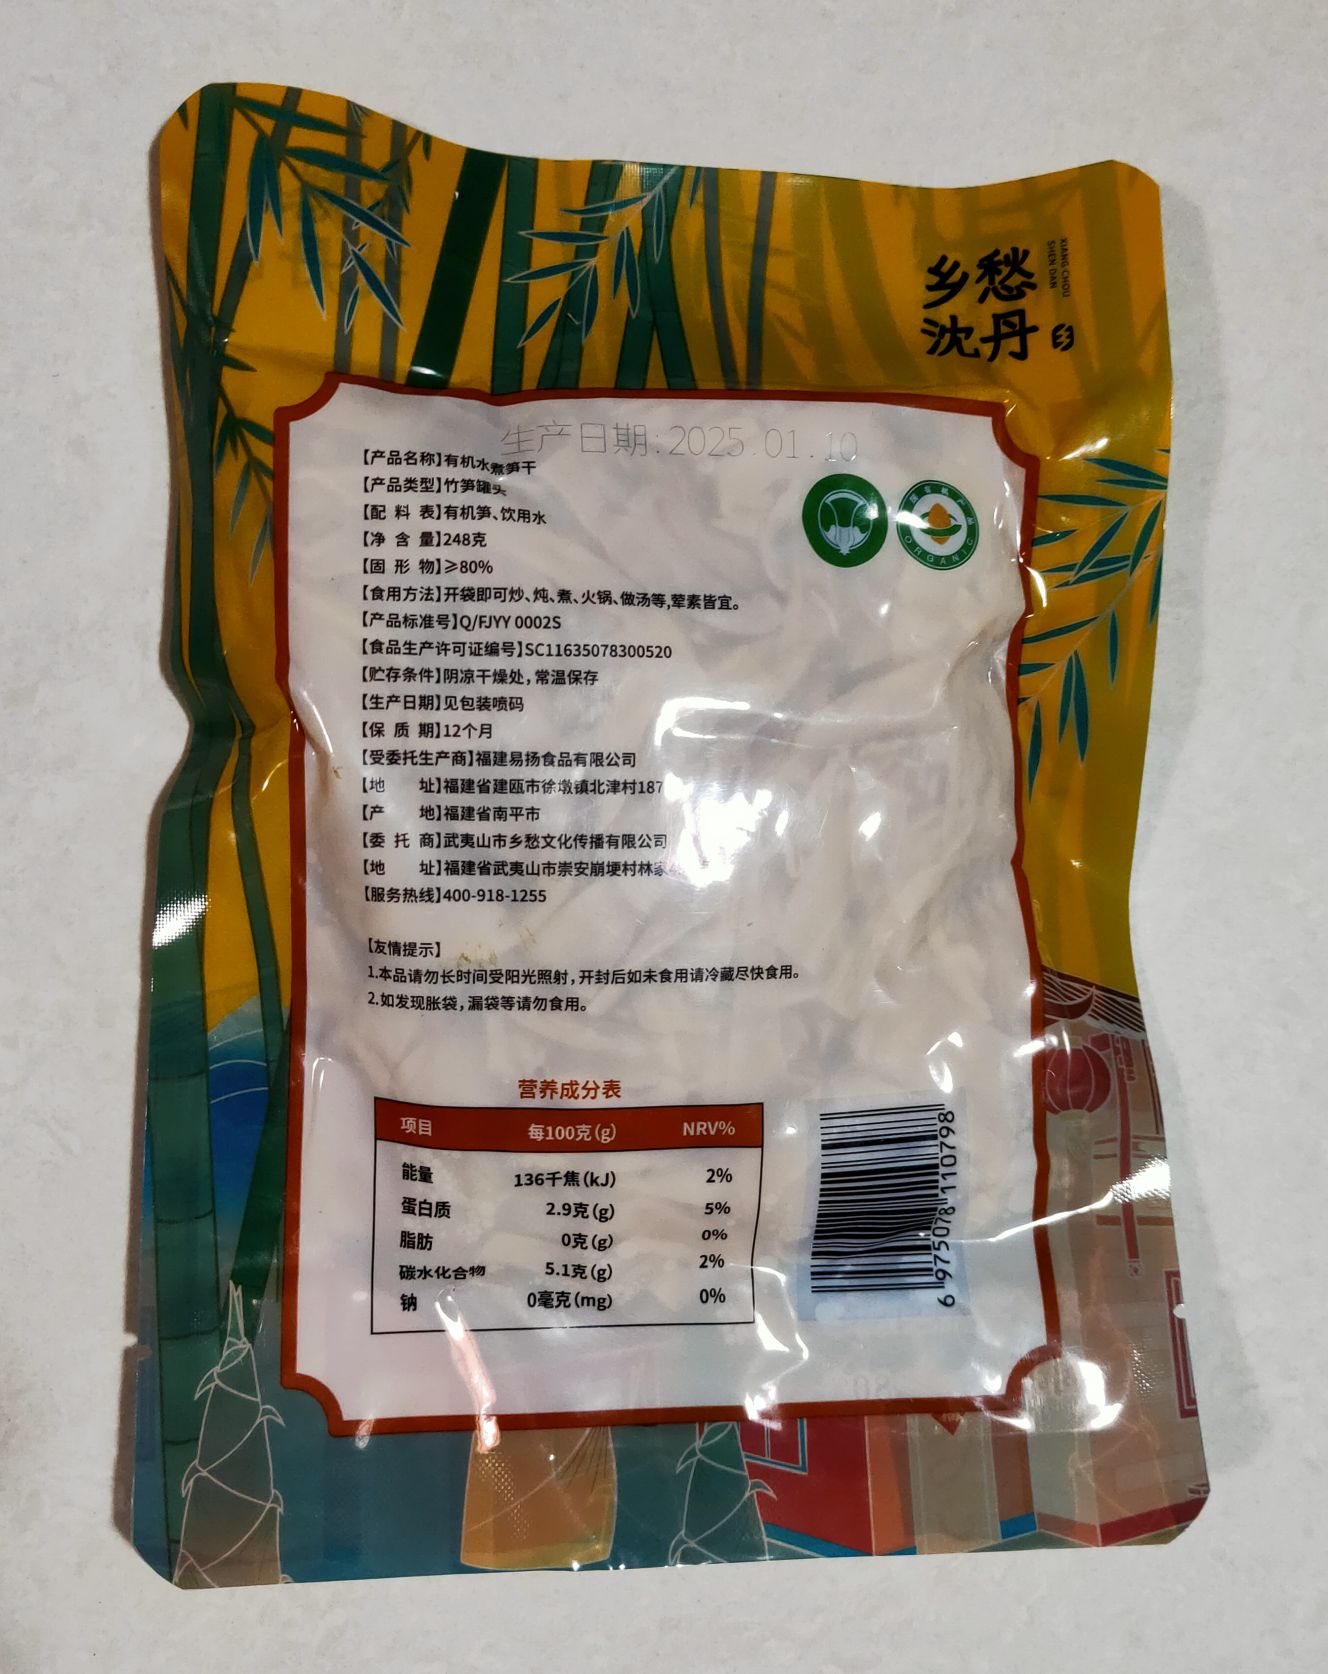 乡愁
沈丹
XIANG CHOU
SHEN DAN
生产日期:2025.01.10
【产品名称】有机水煮笋干
【产品类型】竹笋罐头
【配 料 表】有机笋、饮用水
【净 含 量】248克
【固 形 物】≥80%
【食用方法】开袋即可炒、炖、煮、火锅、做汤等,荤素皆宜。
【产品标准号】Q/FJYY 0002S
【食品生产许可证编号】SC11635078300520
【贮存条件】阴凉干燥处,常温保存
【生产日期】见包装喷码
【保 质 期】12个月
【受委托生产商】福建易扬食品有限公司
【地 址】福建省建瓯市徐墩镇北津村187
【产 地】福建省南平市
【委 托 商】武夷山市乡愁文化传播有限公司
【地 址】福建省武夷山市崇安崩埂村林家
【服务热线】400-918-1255
【友情提示】
1.本品请勿长时间受阳光照射,开封后如未食用请冷藏尽快食用。
2.如发现胀袋,漏袋等请勿食用。
ORGANIC
营养成分表
项目 每100克(g) NRV%
能量 136千焦(kJ) 2%
蛋白质 2.9克(g) 5%
脂肪 0克(g) 0%
碳水化合物 5.1克(g) 2%
钠 0毫克(mg) 0%
6 975078 110798